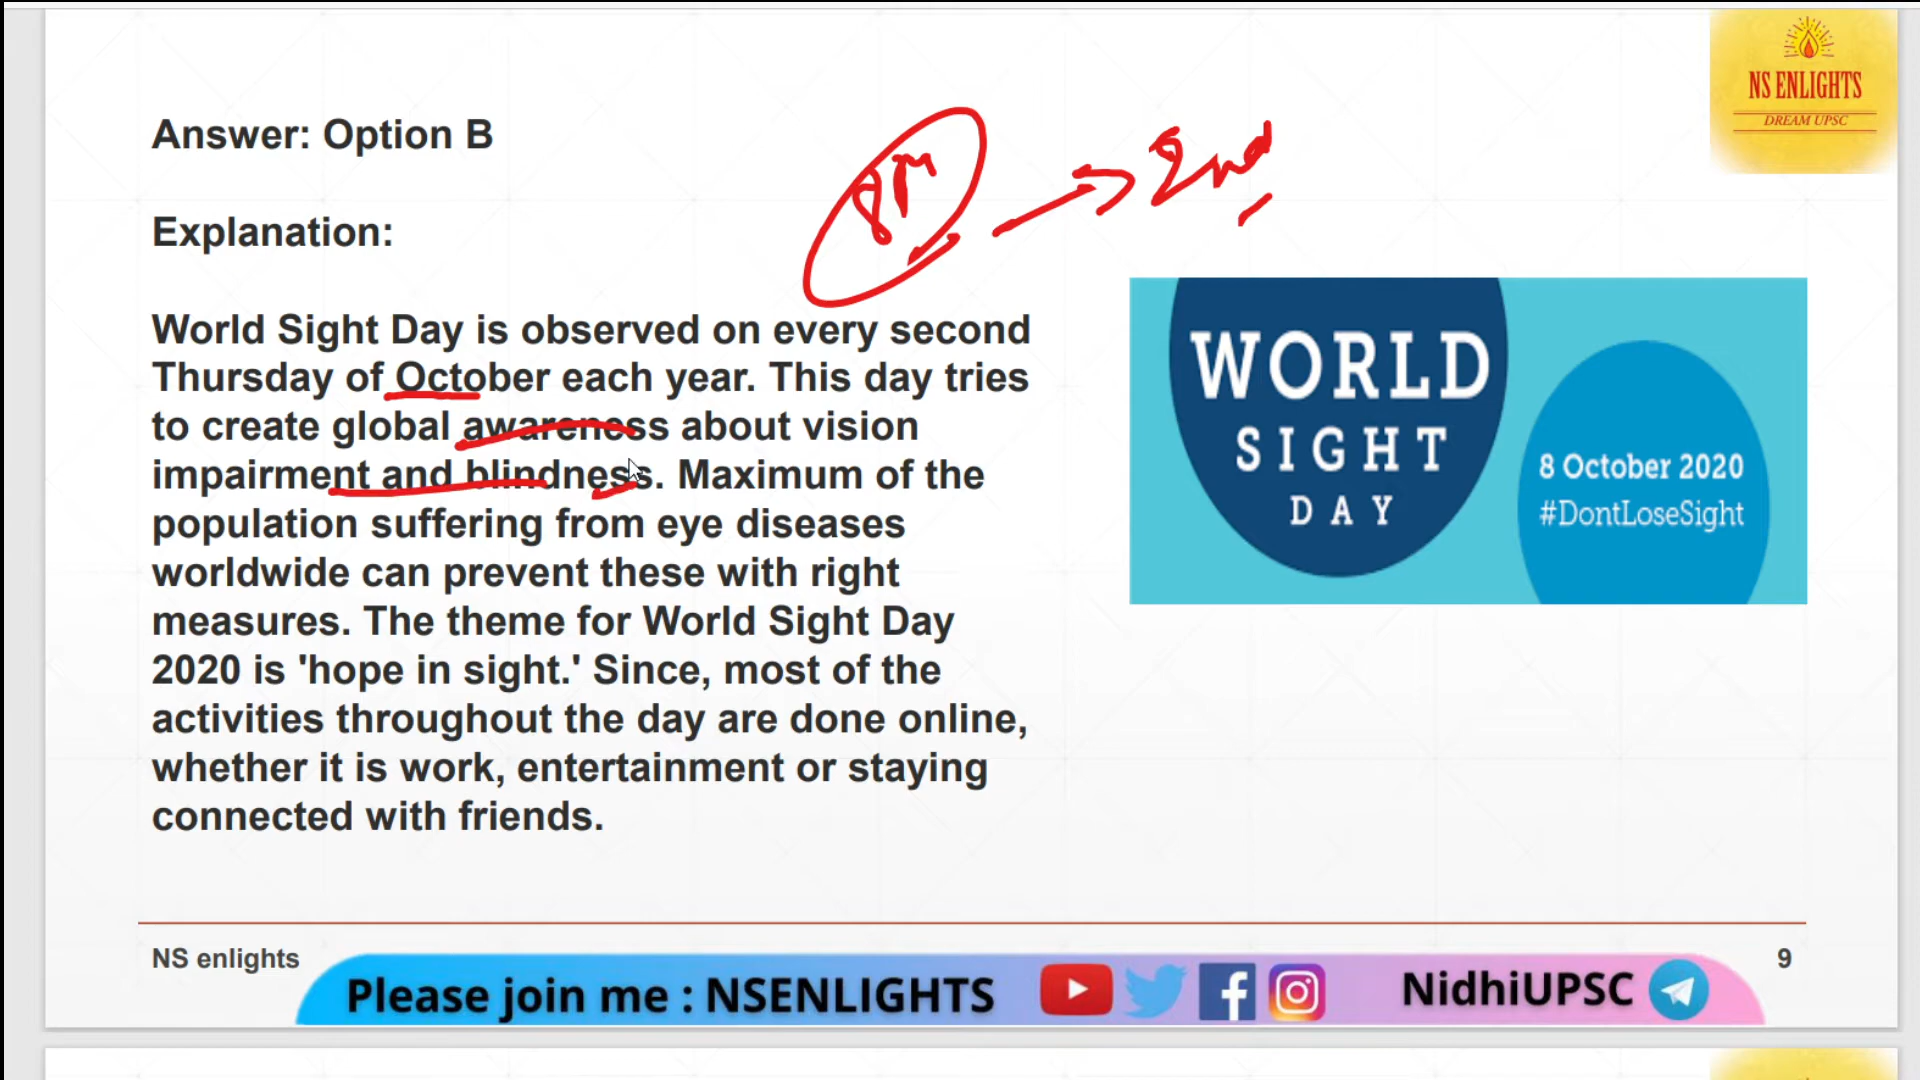 NS ENLIGHTS
DREAM UPSC
Answer: Option B
2nd
Explanation:
World Sight Day is observed on every second
Thursday of October each year. This day tries
to create global awareness about vision
impairment and blindness. Maximum of the
population suffering from eye diseases
worldwide can prevent these with right
measures. The theme for World Sight Day
2020 is 'hope in sight.' Since, most of the
activities throughout the day are done online,
whether it is work, entertainment or staying
connected with friends.
WORLD
SIGHT
DAY
8 October 2020
#DontLoseSight
NS enlights
9
Please join me : NSENLIGHTS
NidhiUPSC